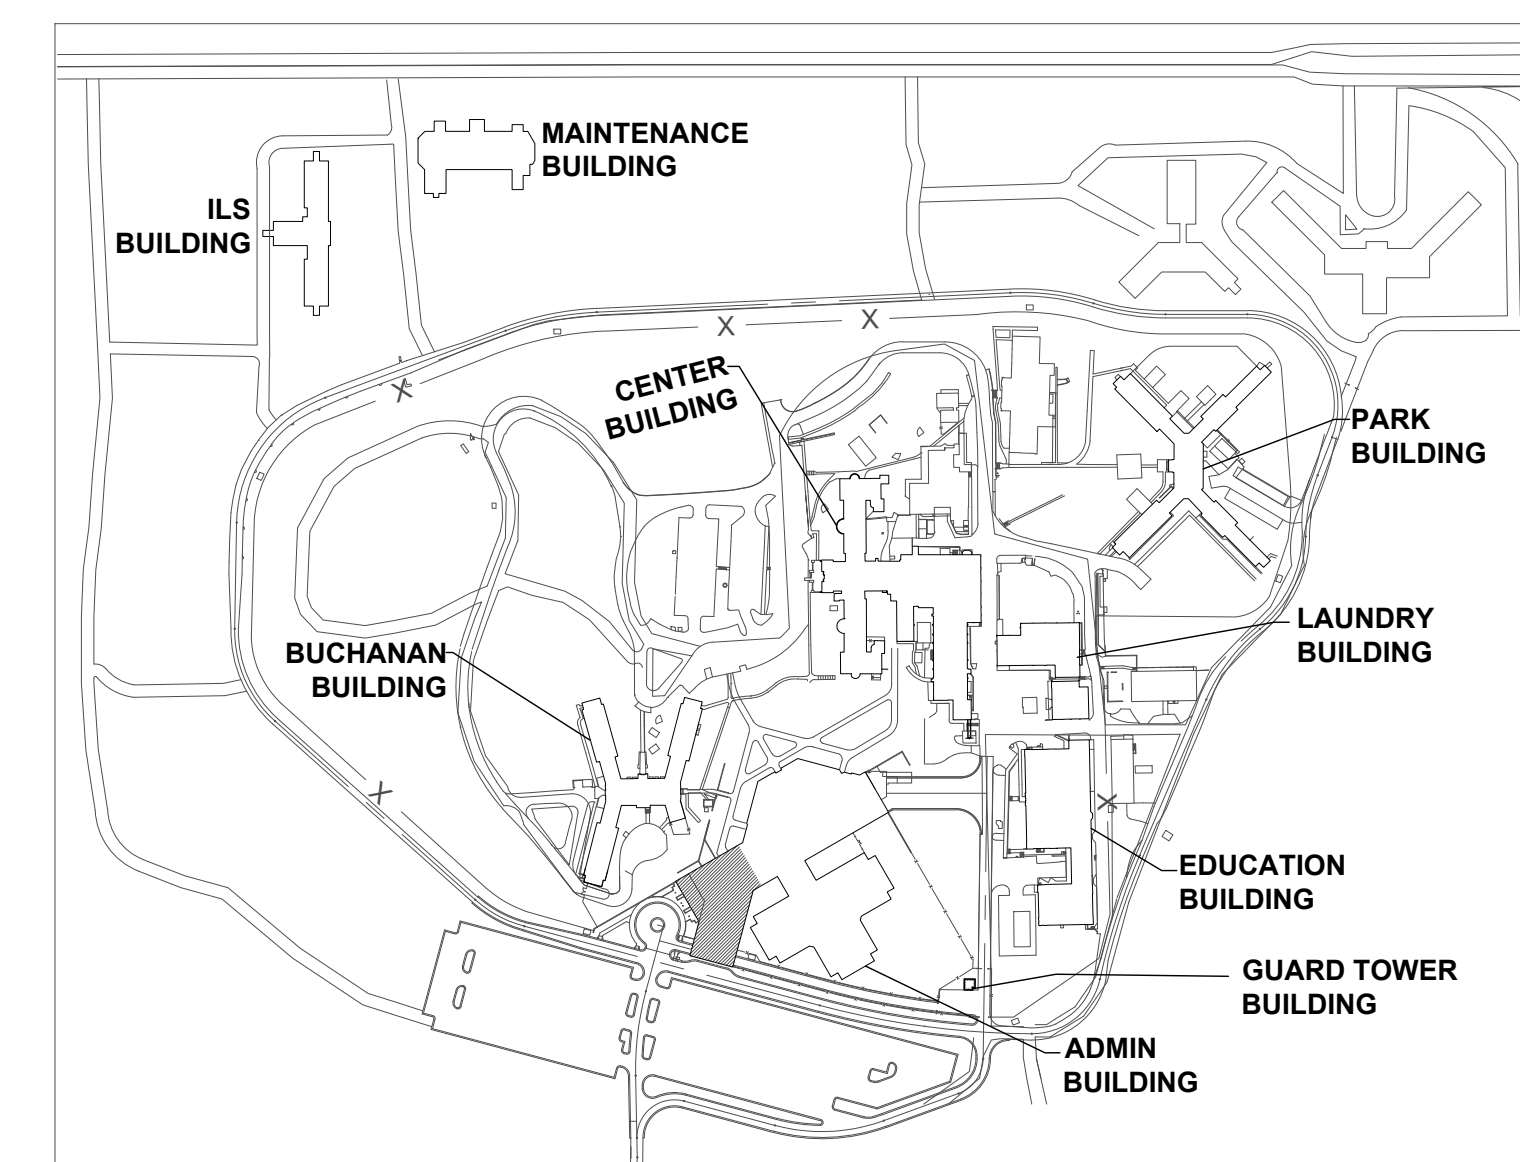 MAINTENANCE
BUILDING
ILS
BUILDING
CENTER
BUILDING
PARK
BUILDING
LAUNDRY
BUILDING
BUCHANAN
BUILDING
EDUCATION
BUILDING
GUARD TOWER
BUILDING
ADMIN
BUILDING